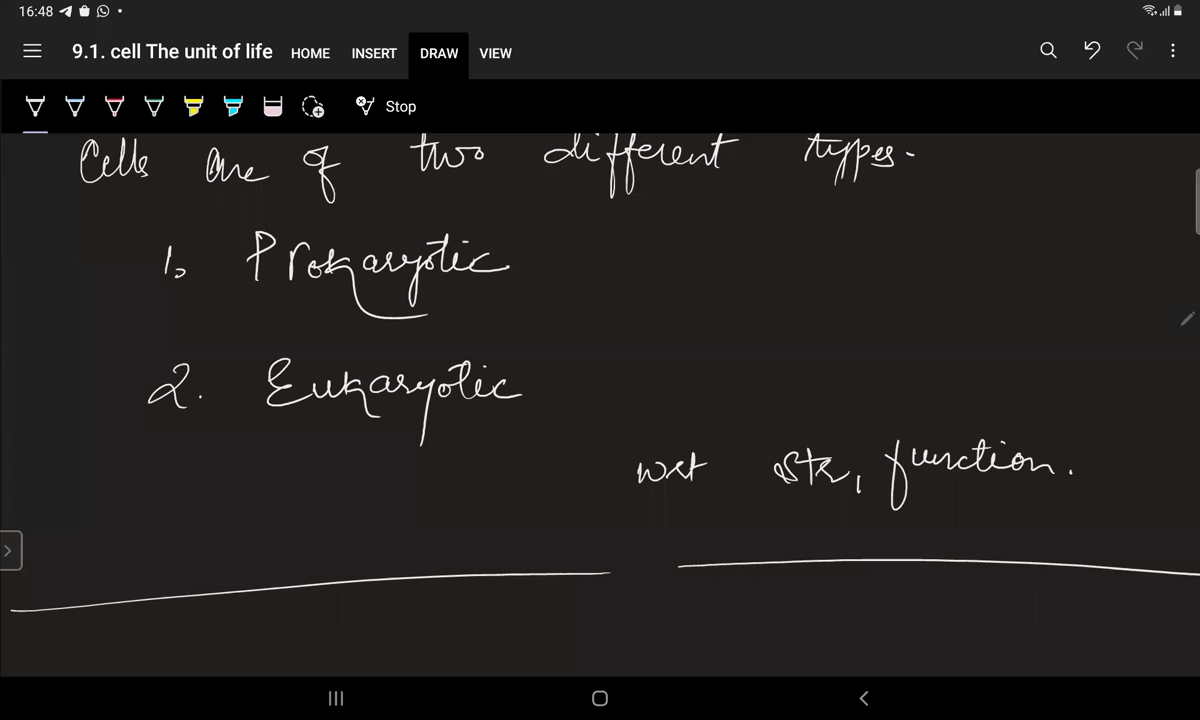 16:48
9.1. cell The unit of life HOME INSERT DRAW VIEW
Stop
Cells are of two different types.
1. Prokaryotic
2. Eukaryotic
wrt str, function.